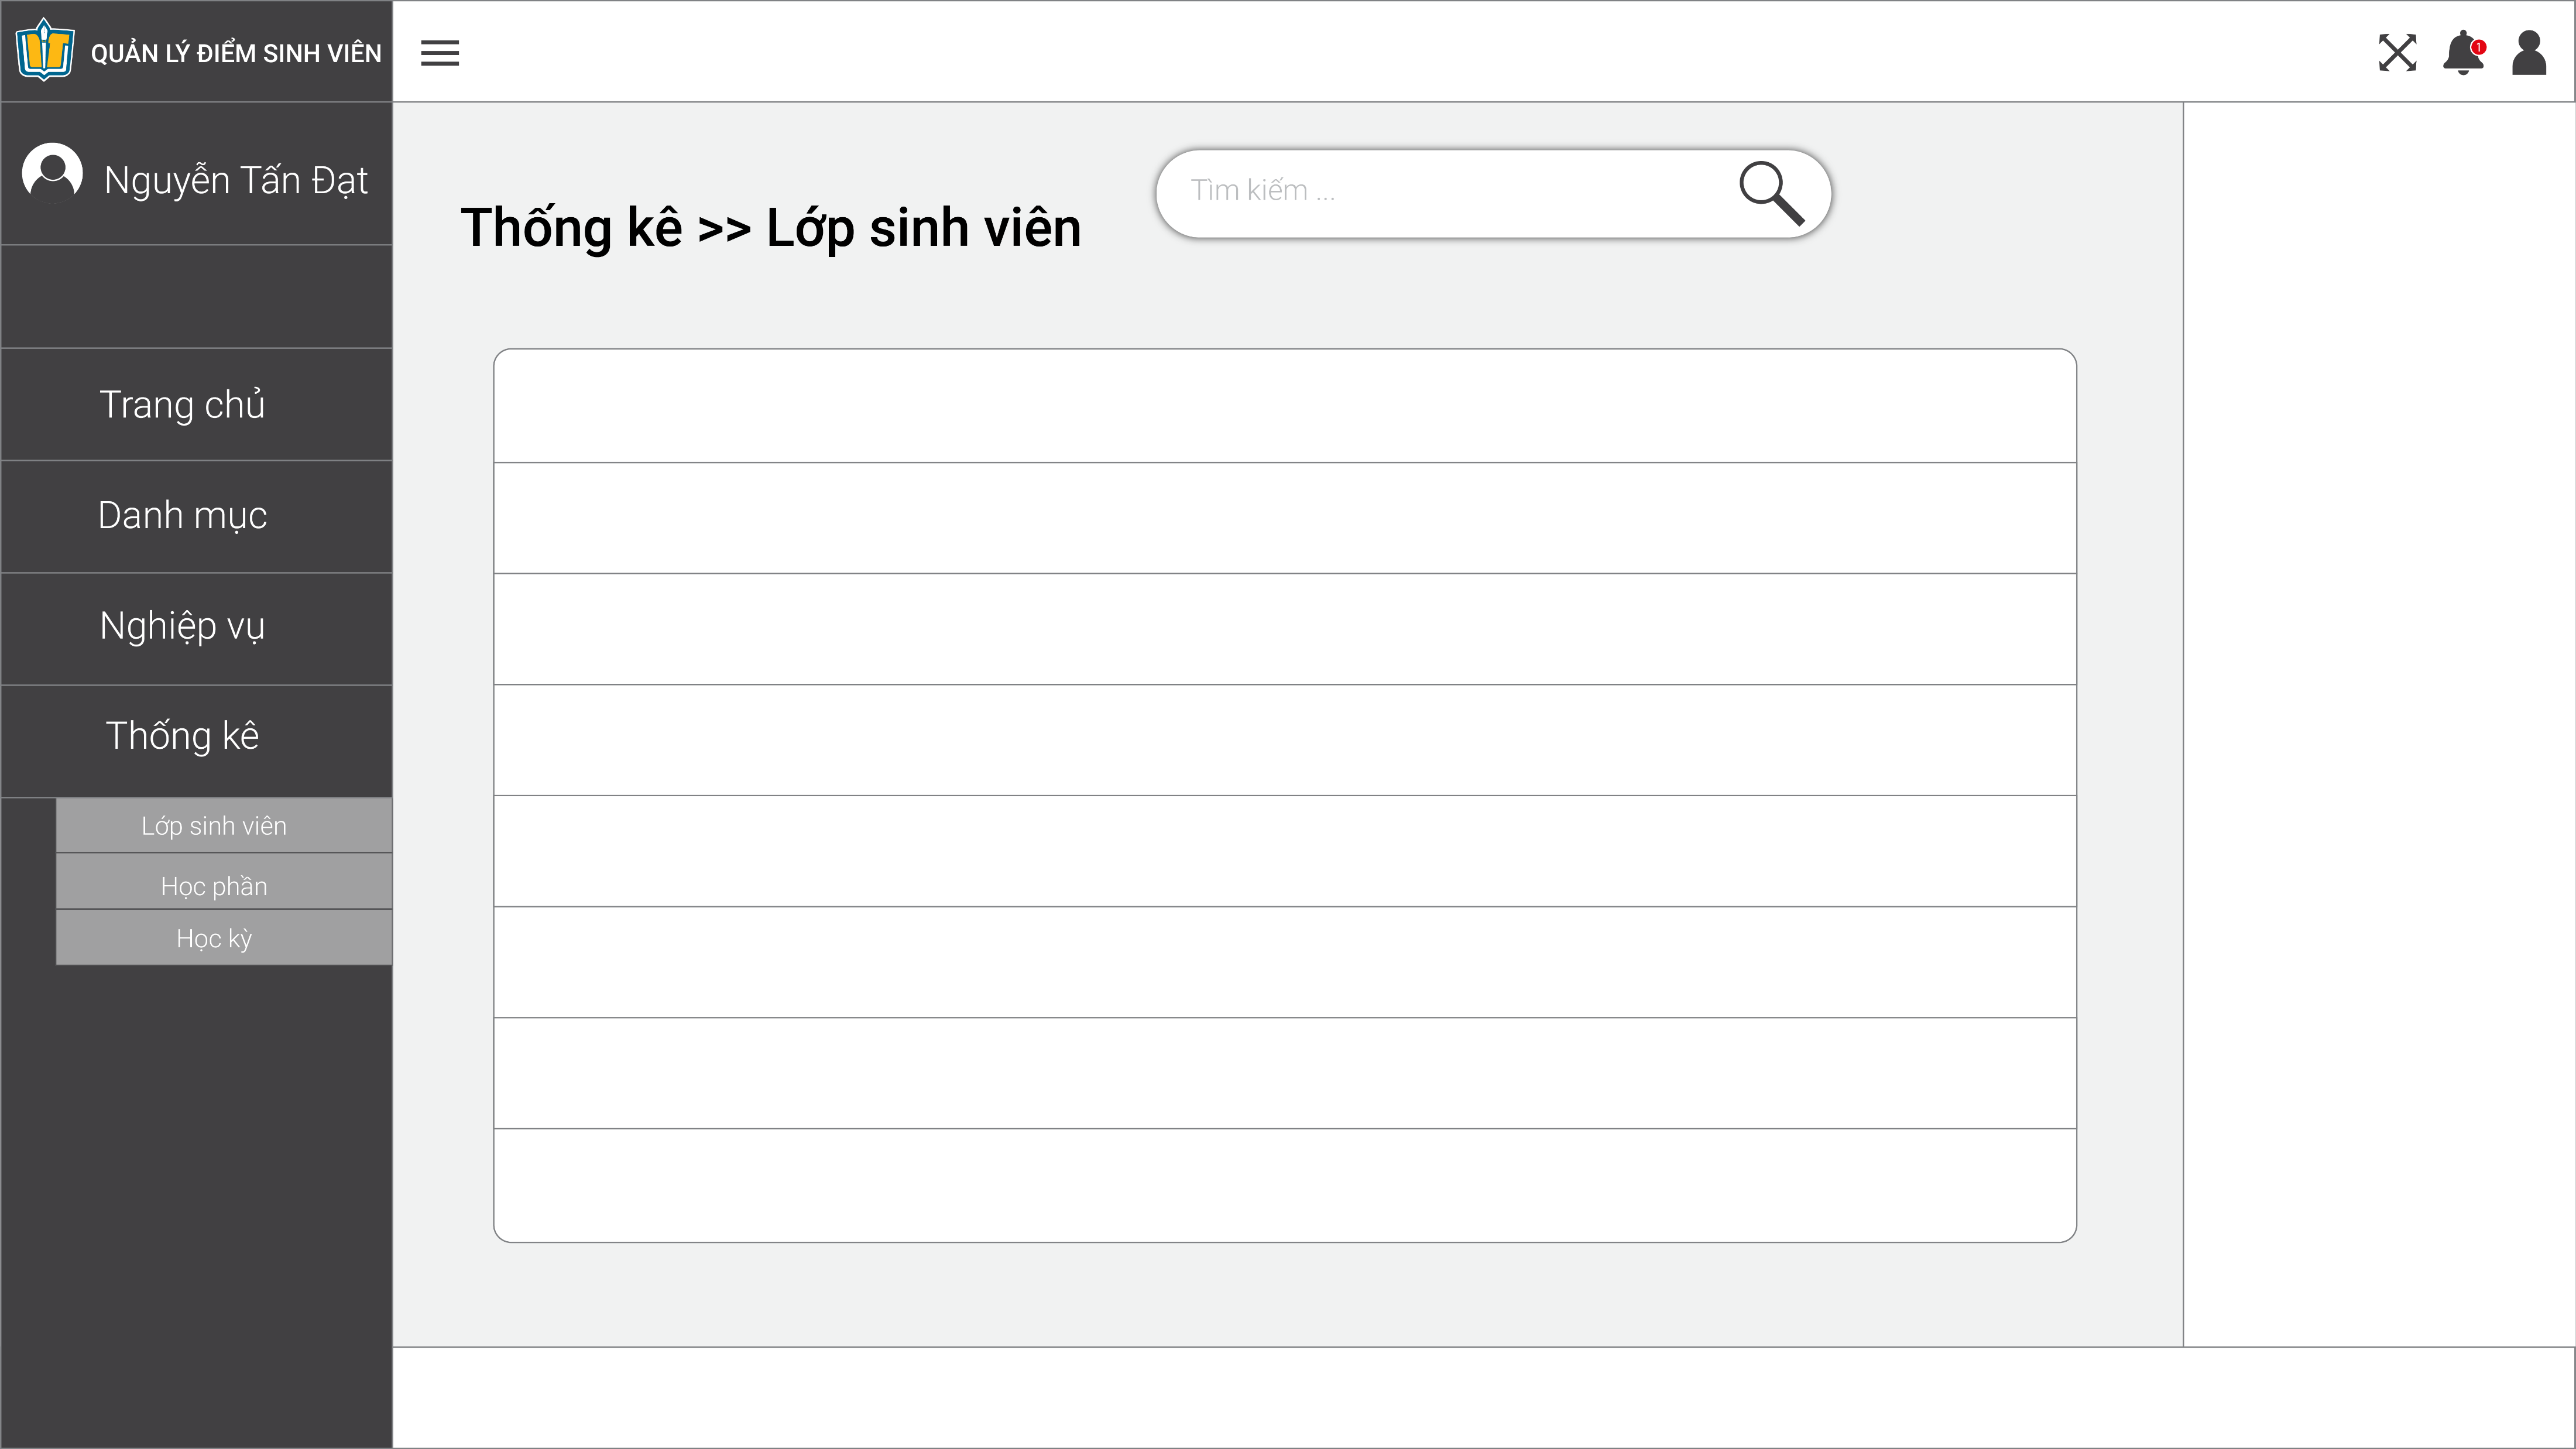 QUẢN LÝ ĐIỂM SINH VIÊN
1
Nguyễn Tấn Đạt
Tìm kiếm ...
Thống kê >> Lớp sinh viên
Trang chủ
Danh mục
Nghiệp vụ
Thống kê
Lớp sinh viên
Học phần
Học kỳ